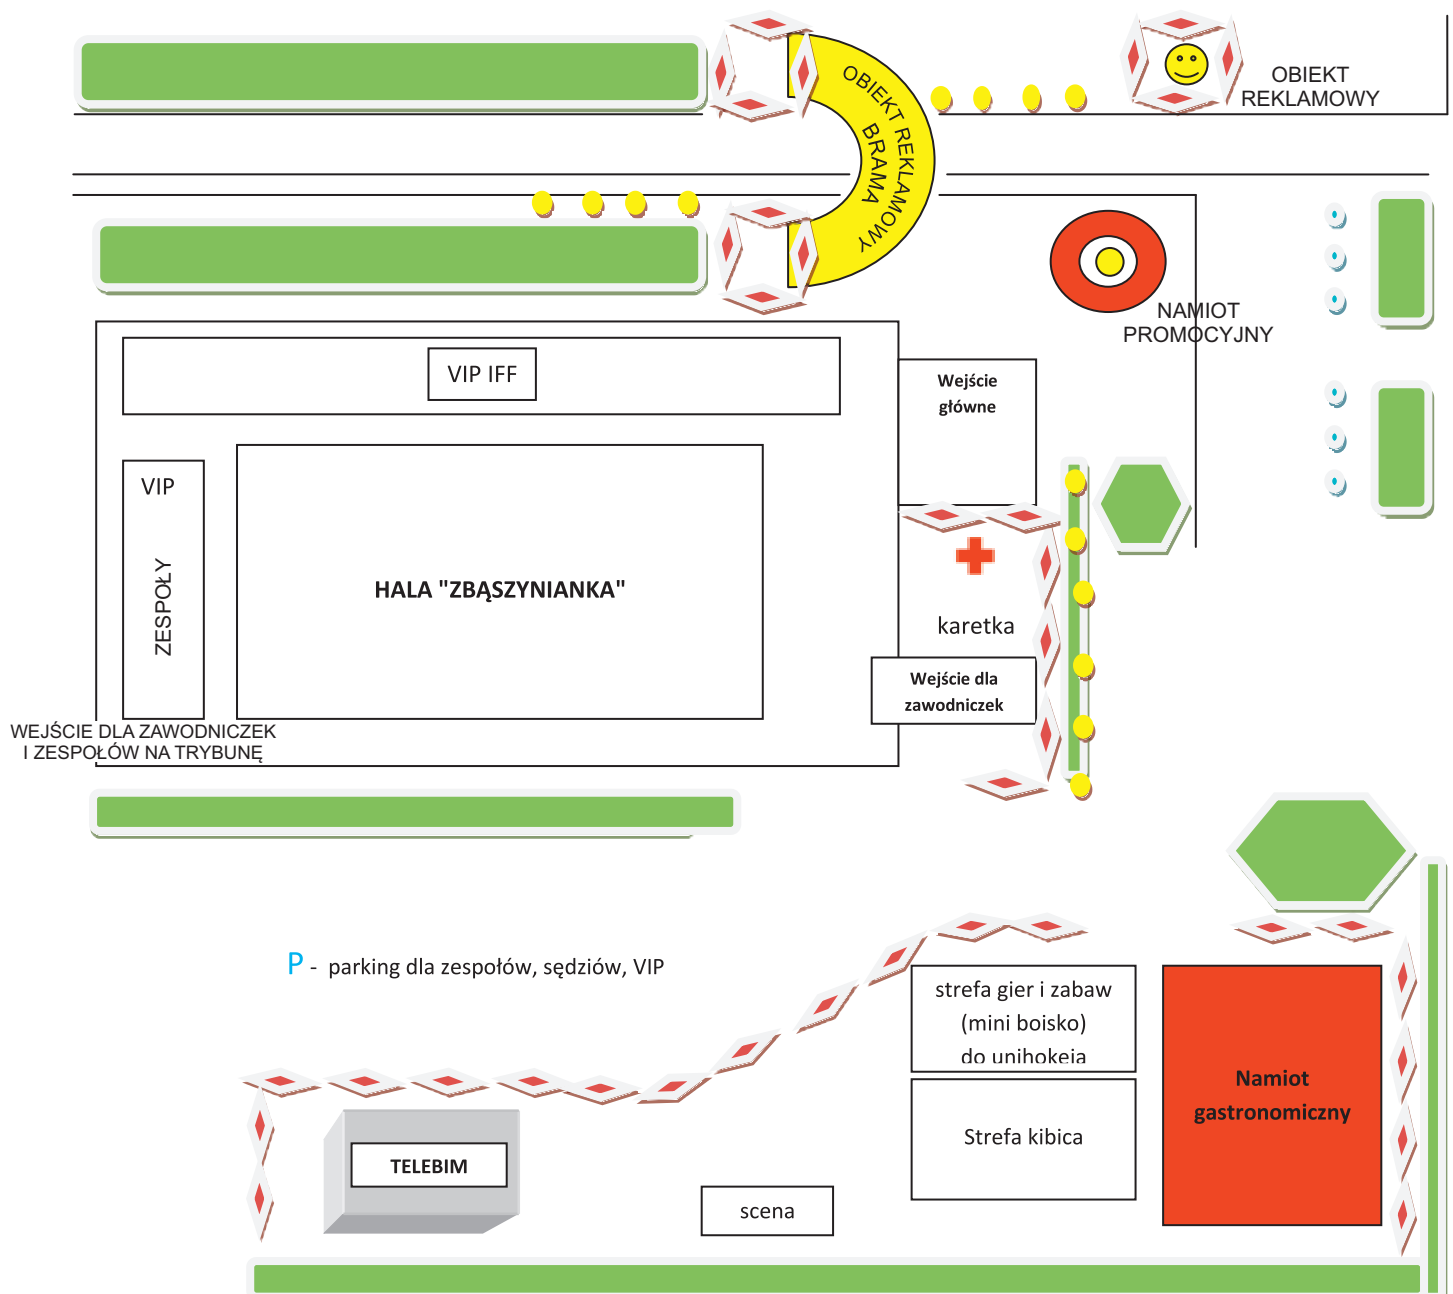 OBIEKT REKLAMOWY
BRAMA
OBIEKT
REKLAMOWY
NAMIOT
PROMOCYJNY
VIP IFF
Wejście
główne
VIP
ZESPOŁY
HALA "ZBĄSZYNIANKA"
karetka
Wejście dla
zawodniczek
WEJŚCIE DLA ZAWODNICZEK
I ZESPOŁÓW NA TRYBUNĘ
P - parking dla zespołów, sędziów, VIP
strefa gier i zabaw
(mini boisko)
do unihokeja
Strefa kibica
Namiot
gastronomiczny
TELEBIM
scena